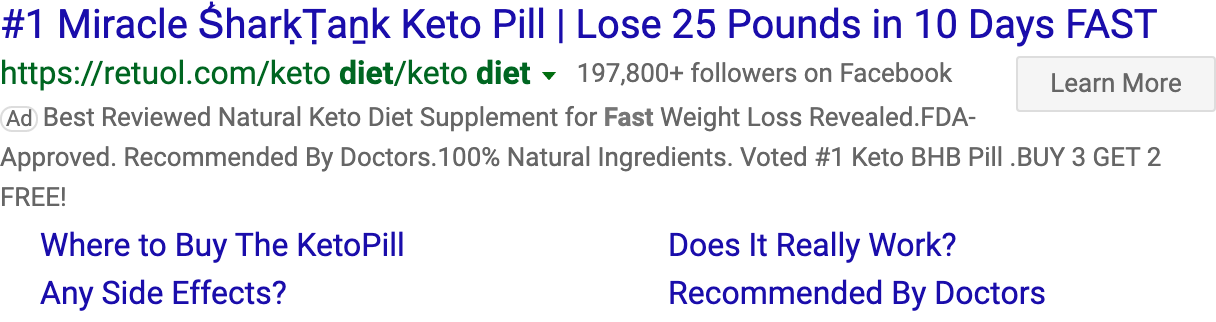 #1 Miracle ṠharķṬaṉk Keto Pill | Lose 25 Pounds in 10 Days FAST
https://retuol.com/keto diet/keto diet 197,800+ followers on Facebook
Learn More
Ad Best Reviewed Natural Keto Diet Supplement for Fast Weight Loss Revealed.FDA-
Approved. Recommended By Doctors.100% Natural Ingredients. Voted #1 Keto BHB Pill .BUY 3 GET 2
FREE!
Where to Buy The KetoPill
Does It Really Work?
Any Side Effects?
Recommended By Doctors